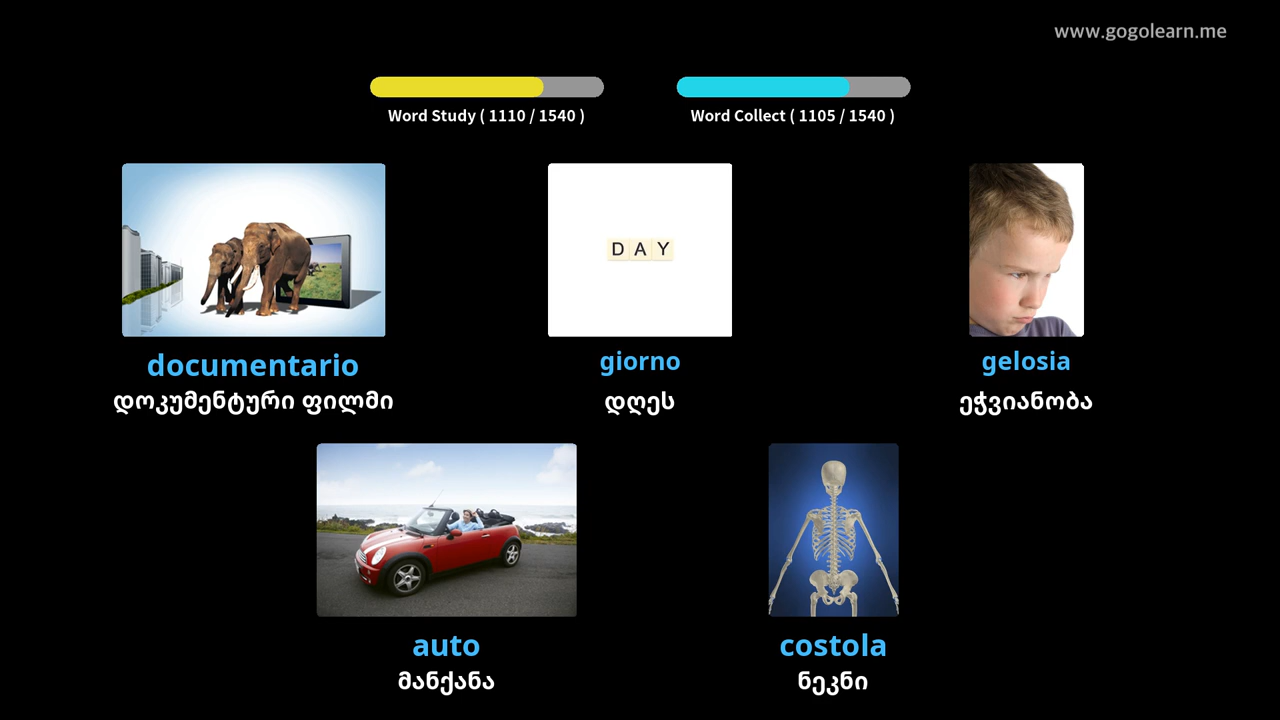 www.gogolearn.me
Word Study ( 1110 / 1540 )
Word Collect ( 1105 / 1540 )
DAY
documentario
დოკუმენტური ფილმი
giorno
დღეს
gelosia
ეჭვიანობა
auto
მანქანა
costola
ნეკნი